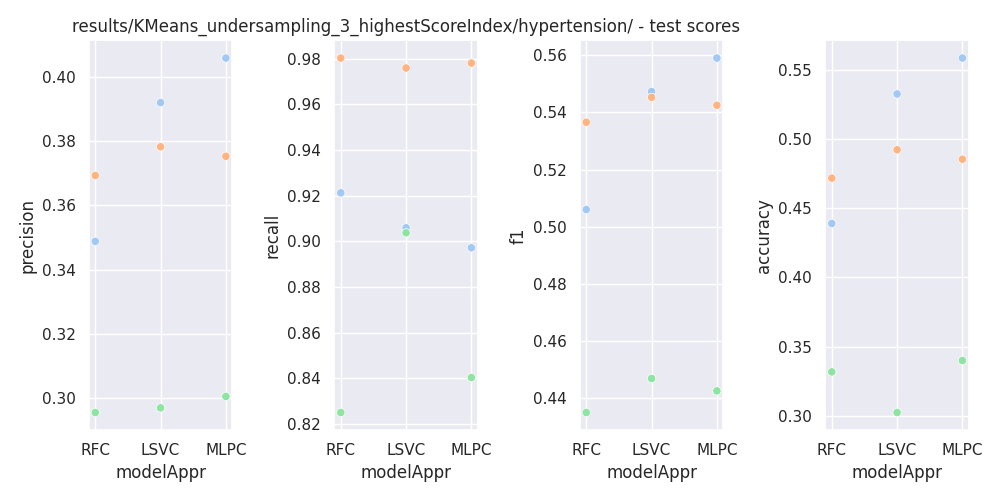 results/KMeans_undersampling_3_highestScoreIndex/hypertension/ - test scores
0.40
0.38
0.36
0.34
0.32
0.30
precision
RFC LSVC MLPC
modelAppr
0.98
0.96
0.94
0.92
0.90
0.88
0.86
0.84
0.82
recall
RFC LSVC MLPC
modelAppr
0.56
0.54
0.52
0.50
0.48
0.46
0.44
f1
RFC LSVC MLPC
modelAppr
0.55
0.50
0.45
0.40
0.35
0.30
accuracy
RFC LSVC MLPC
modelAppr